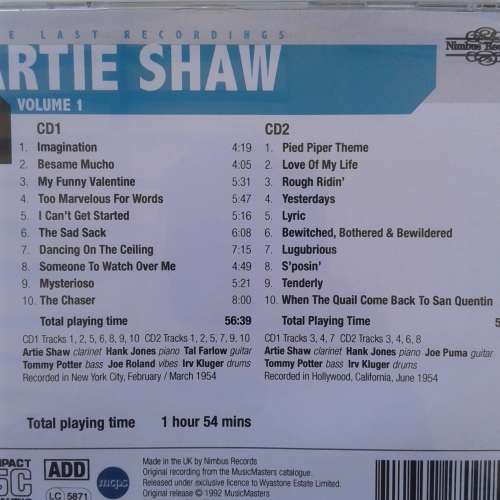 E LAST RECORDINGS
ARTIE SHAW
VOLUME 1
Nimbus Rec
CD1
1. Imagination 4:19
2. Besame Mucho 4:05
3. My Funny Valentine 5:31
4. Too Marvelous For Words 5:47
5. I Can't Get Started 5:16
6. The Sad Sack 6:08
7. Dancing On The Ceiling 7:15
8. Someone To Watch Over Me 4:49
9. Mysterioso 5:21
10. The Chaser 8:00
Total playing time 56:39
CD1 Tracks 1, 2, 5, 6, 8, 9, 10 CD2 Tracks 1, 2, 5, 7, 9, 10
Artie Shaw clarinet Hank Jones piano Tal Farlow guitar
Tommy Potter bass Joe Roland vibes Irv Kluger drums
Recorded in New York City, February / March 1954
CD2
1. Pied Piper Theme
2. Love Of My Life
3. Rough Ridin'
4. Yesterdays
5. Lyric
6. Bewitched, Bothered & Bewildered
7. Lugubrious
8. S'posin'
9. Tenderly
10. When The Quail Come Back To San Quentin
Total Playing Time 5
CD1 Tracks 3, 4, 7 CD2 Tracks 3, 4, 6, 8
Artie Shaw clarinet Hank Jones piano Joe Puma guitar
Tommy Potter bass Irv Kluger drums
Recorded in Hollywood, California, June 1954
Total playing time 1 hour 54 mins
MPACT
ADD
LC 5871
mcps
Made in the UK by Nimbus Records
Original recording from the MusicMasters catalogue.
Released under exclusive licence to Wyastone Estate Limited.
Original copyright © 1992 MusicMasters